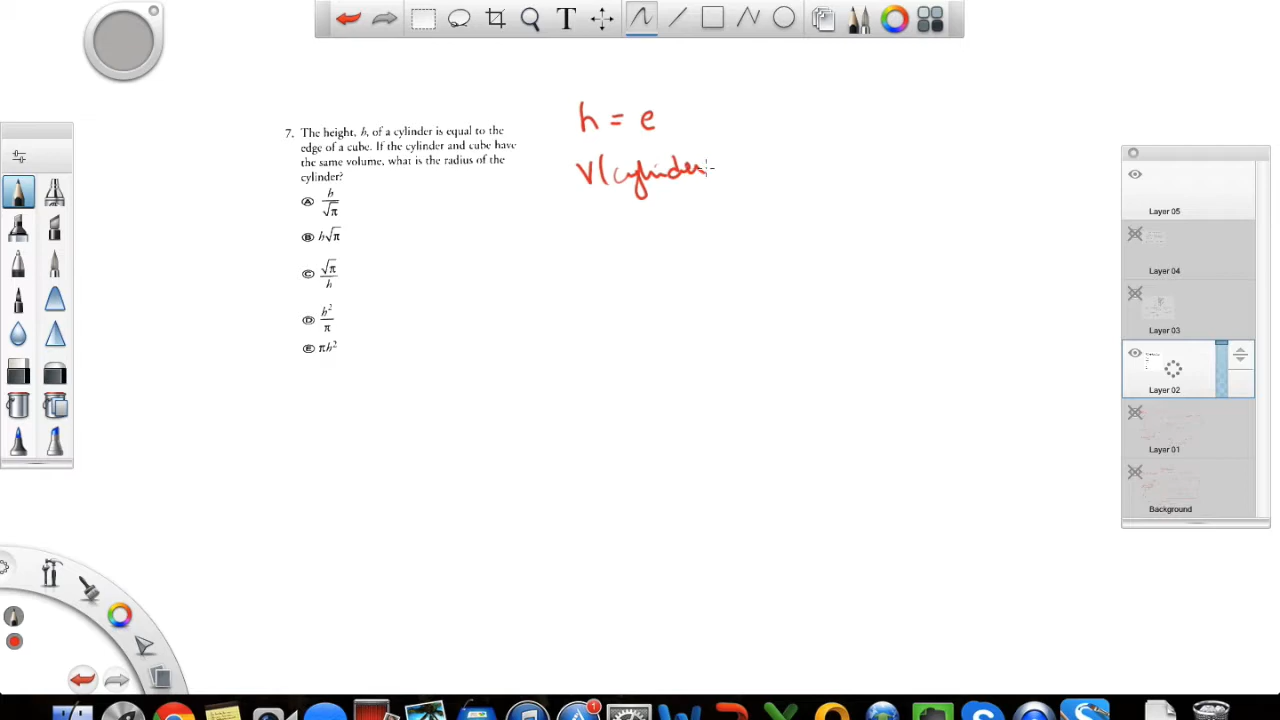 7. The height, h, of a cylinder is equal to the
edge of a cube. If the cylinder and cube have
the same volume, what is the radius of the
cylinder?
Ⓐ h/√π
Ⓑ h√π
Ⓒ √π/h
Ⓓ h²/π
Ⓔ πh²
h = e
V(cylinder
T
Layer 05
Layer 04
Layer 03
Layer 02
Layer 01
Background
1